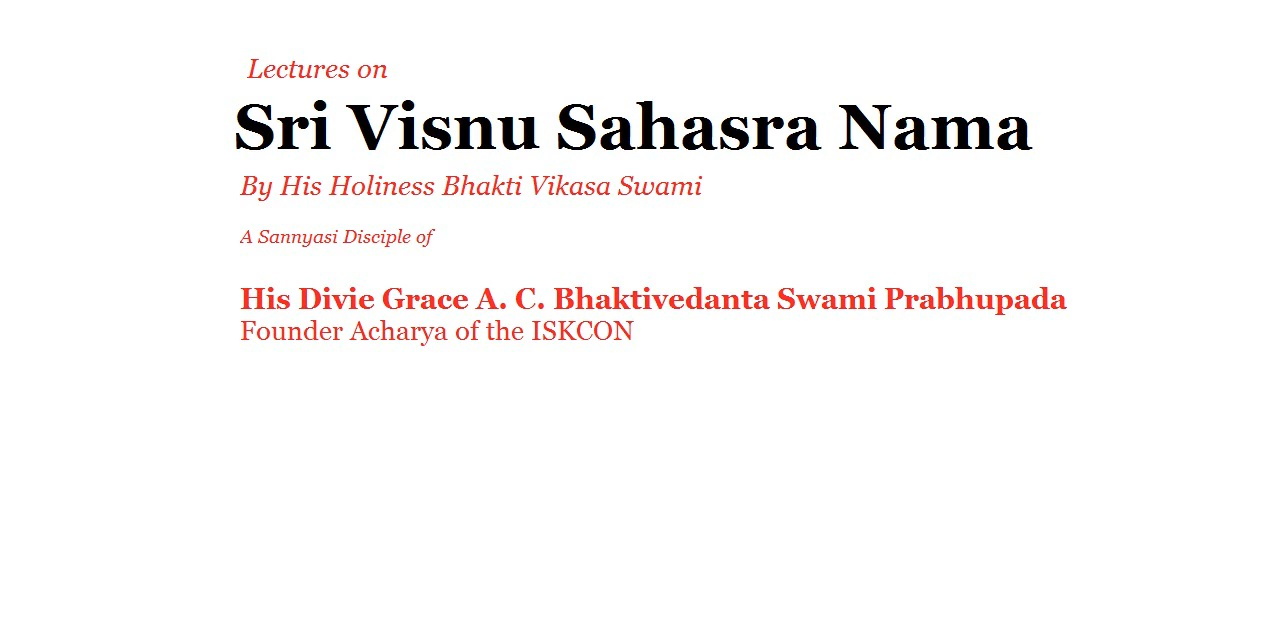 Lectures on
Sri Visnu Sahasra Nama
By His Holiness Bhakti Vikasa Swami
A Sannyasi Disciple of
His Divie Grace A. C. Bhaktivedanta Swami Prabhupada
Founder Acharya of the ISKCON